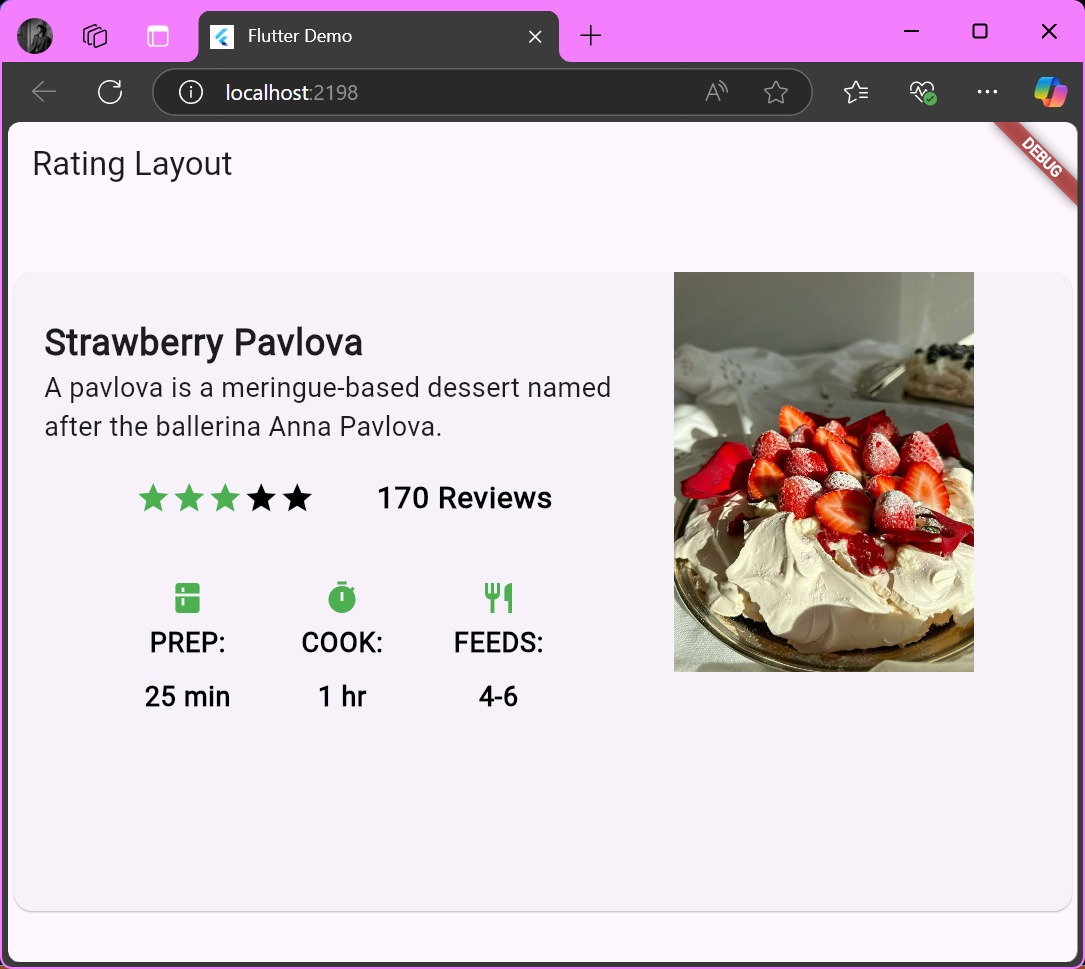 Flutter Demo
localhost:2198
DEBUG
Rating Layout
Strawberry Pavlova
A pavlova is a meringue-based dessert named
after the ballerina Anna Pavlova.
170 Reviews
PREP: COOK: FEEDS:
25 min 1 hr 4-6